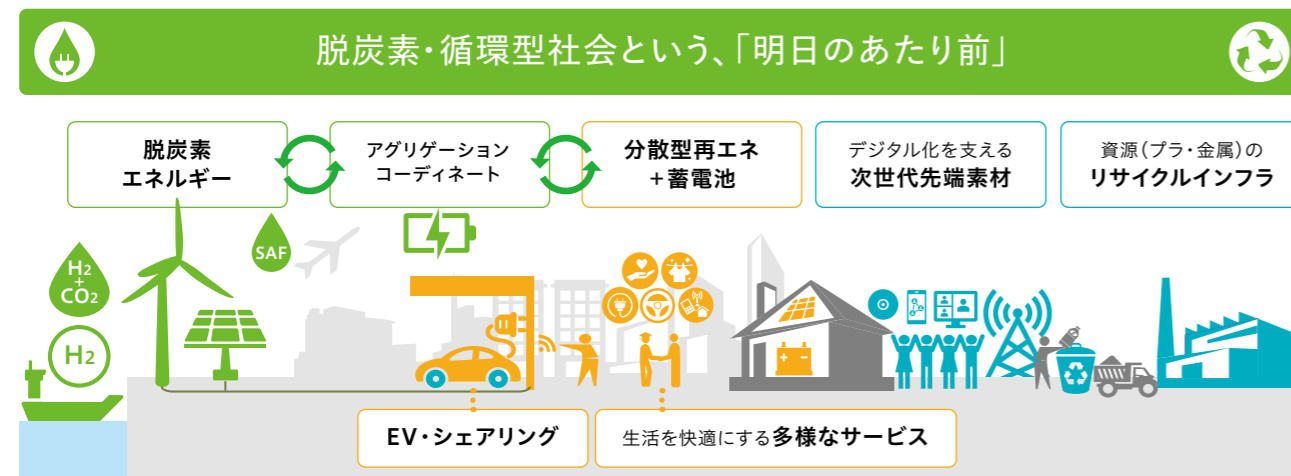 脱炭素・循環型社会という、「明日のあたり前」
脱炭素
エネルギー
アグリゲーション
コーディネート
分散型再エネ
+蓄電池
デジタル化を支える
次世代先端素材
資源(プラ・金属)の
リサイクルインフラ
SAF
H2
+
CO2
H2
EV・シェアリング
生活を快適にする多様なサービス